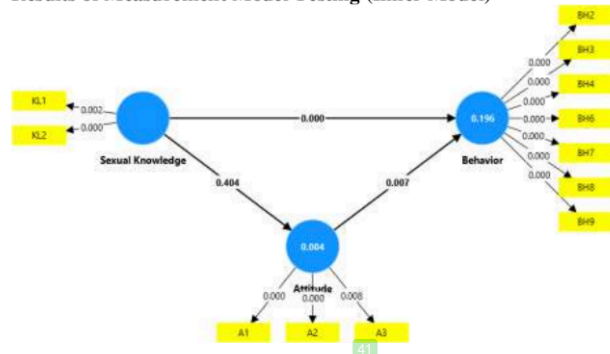 Results of Measurement Model Testing (Inner Model)
BH2
BH3
BH4
BH6
BH7
BH8
BH9
0.000
0.000
0.000
0.000
0.000
0.000
0.000
KL1
KL2
0.002
0.000
Sexual Knowledge
0.000
0.196
Behavior
0.404
0.007
0.004
Attitude
0.000
0.000
0.008
A1
A2
A3
41